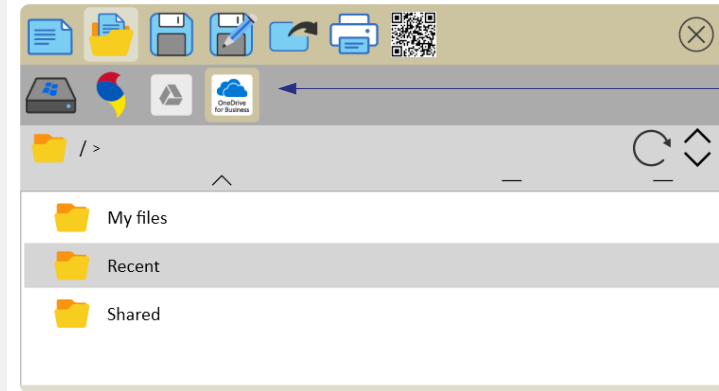 OneDrive
for Business
/ >
My files
Recent
Shared